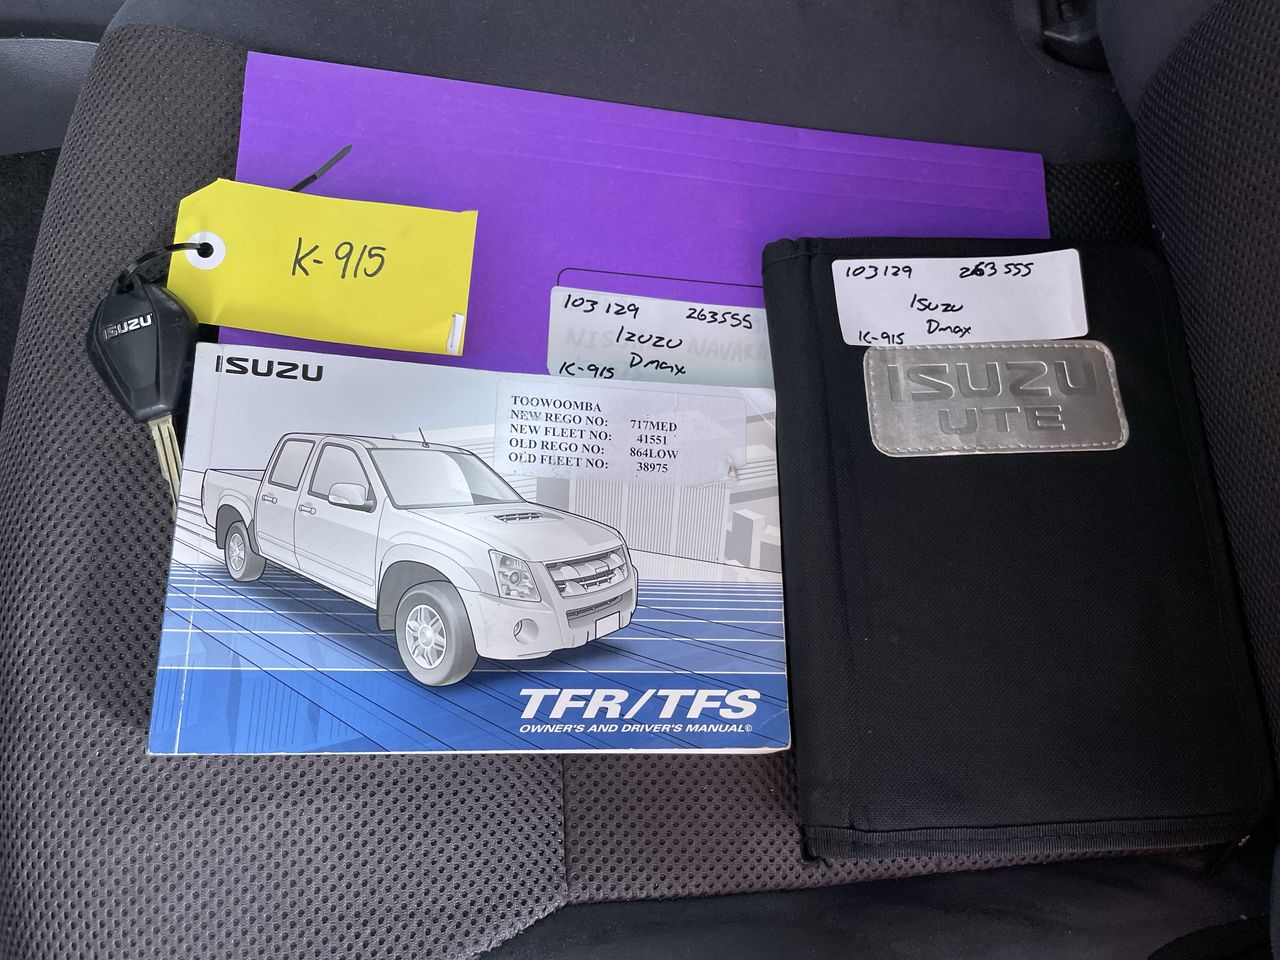 K-915
ISUZU
103129 263555
IZUZU
Dmax
K-915
103129 263555
ISUZU
Dmax
K-915
ISUZU
UTE
ISUZU
TOOWOOMBA
NEW REGO NO: 717MED
NEW FLEET NO: 41551
OLD REGO NO: 864LOW
OLD FLEET NO: 38975
TFR/TFS
OWNER'S AND DRIVER'S MANUAL©